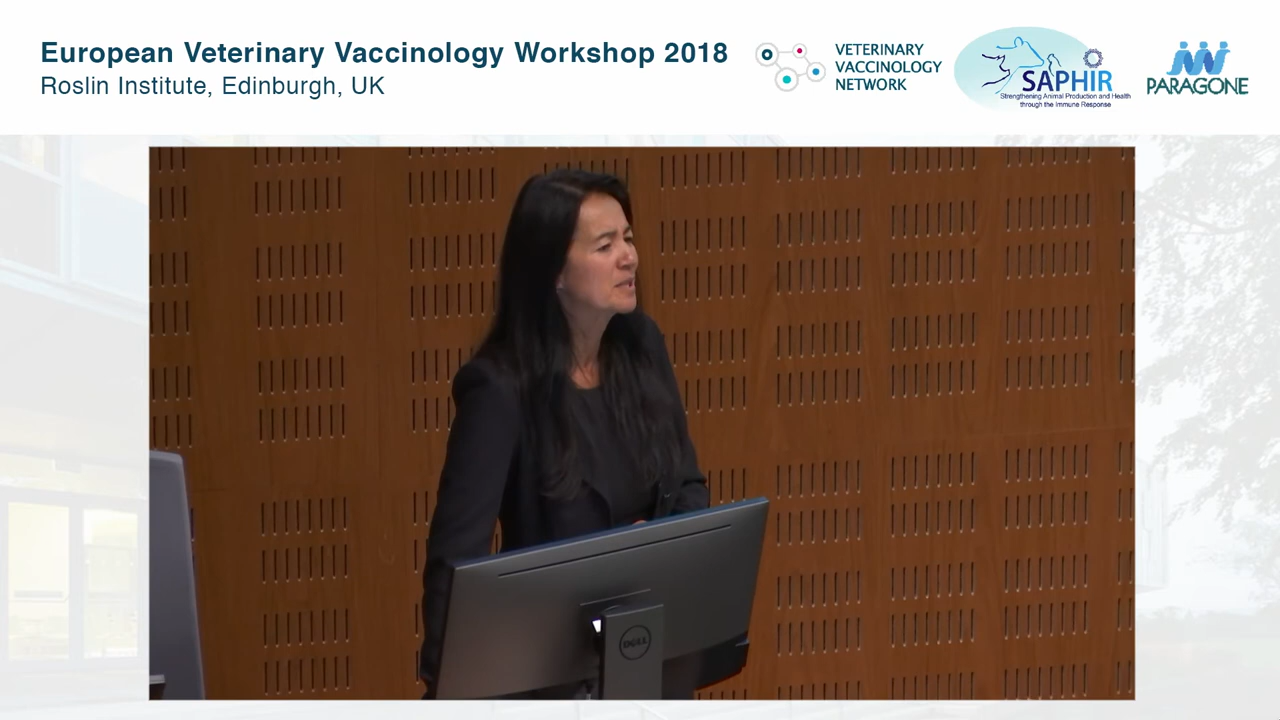 European Veterinary Vaccinology Workshop 2018
Roslin Institute, Edinburgh, UK
VETERINARY
VACCINOLOGY
NETWORK
SAPHIR
Strengthening Animal Production and Health
through the Immune Response
PARAGONE
DELL